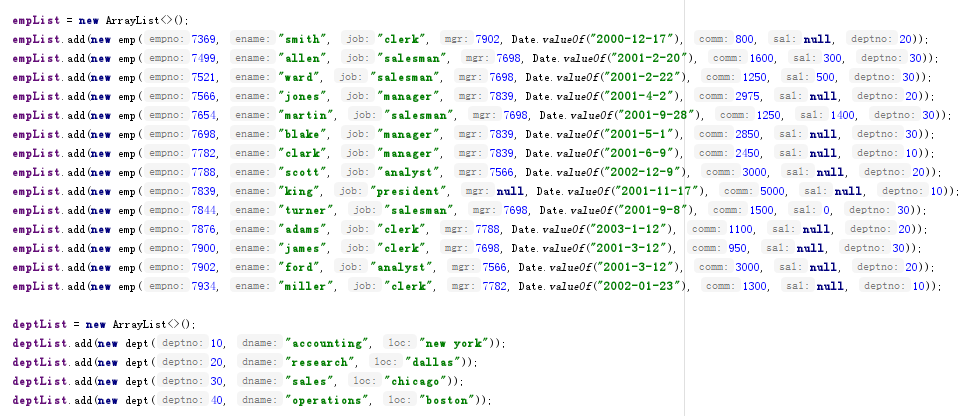 empList = new ArrayList<>();
empList.add(new emp( empno: 7369, ename: "smith", job: "clerk", mgr: 7902, Date.valueOf("2000-12-17"), comm: 800, sal: null, deptno: 20));
empList.add(new emp( empno: 7499, ename: "allen", job: "salesman", mgr: 7698, Date.valueOf("2001-2-20"), comm: 1600, sal: 300, deptno: 30));
empList.add(new emp( empno: 7521, ename: "ward", job: "salesman", mgr: 7698, Date.valueOf("2001-2-22"), comm: 1250, sal: 500, deptno: 30));
empList.add(new emp( empno: 7566, ename: "jones", job: "manager", mgr: 7839, Date.valueOf("2001-4-2"), comm: 2975, sal: null, deptno: 20));
empList.add(new emp( empno: 7654, ename: "martin", job: "salesman", mgr: 7698, Date.valueOf("2001-9-28"), comm: 1250, sal: 1400, deptno: 30));
empList.add(new emp( empno: 7698, ename: "blake", job: "manager", mgr: 7839, Date.valueOf("2001-5-1"), comm: 2850, sal: null, deptno: 30));
empList.add(new emp( empno: 7782, ename: "clark", job: "manager", mgr: 7839, Date.valueOf("2001-6-9"), comm: 2450, sal: null, deptno: 10));
empList.add(new emp( empno: 7788, ename: "scott", job: "analyst", mgr: 7566, Date.valueOf("2002-12-9"), comm: 3000, sal: null, deptno: 20));
empList.add(new emp( empno: 7839, ename: "king", job: "president", mgr: null, Date.valueOf("2001-11-17"), comm: 5000, sal: null, deptno: 10));
empList.add(new emp( empno: 7844, ename: "turner", job: "salesman", mgr: 7698, Date.valueOf("2001-9-8"), comm: 1500, sal: 0, deptno: 30));
empList.add(new emp( empno: 7876, ename: "adams", job: "clerk", mgr: 7788, Date.valueOf("2003-1-12"), comm: 1100, sal: null, deptno: 20));
empList.add(new emp( empno: 7900, ename: "james", job: "clerk", mgr: 7698, Date.valueOf("2001-3-12"), comm: 950, sal: null, deptno: 30));
empList.add(new emp( empno: 7902, ename: "ford", job: "analyst", mgr: 7566, Date.valueOf("2001-3-12"), comm: 3000, sal: null, deptno: 20));
empList.add(new emp( empno: 7934, ename: "miller", job: "clerk", mgr: 7782, Date.valueOf("2002-01-23"), comm: 1300, sal: null, deptno: 10));
deptList = new ArrayList<>();
deptList.add(new dept( deptno: 10, dname: "accounting", loc: "new york"));
deptList.add(new dept( deptno: 20, dname: "research", loc: "dallas"));
deptList.add(new dept( deptno: 30, dname: "sales", loc: "chicago"));
deptList.add(new dept( deptno: 40, dname: "operations", loc: "boston"));